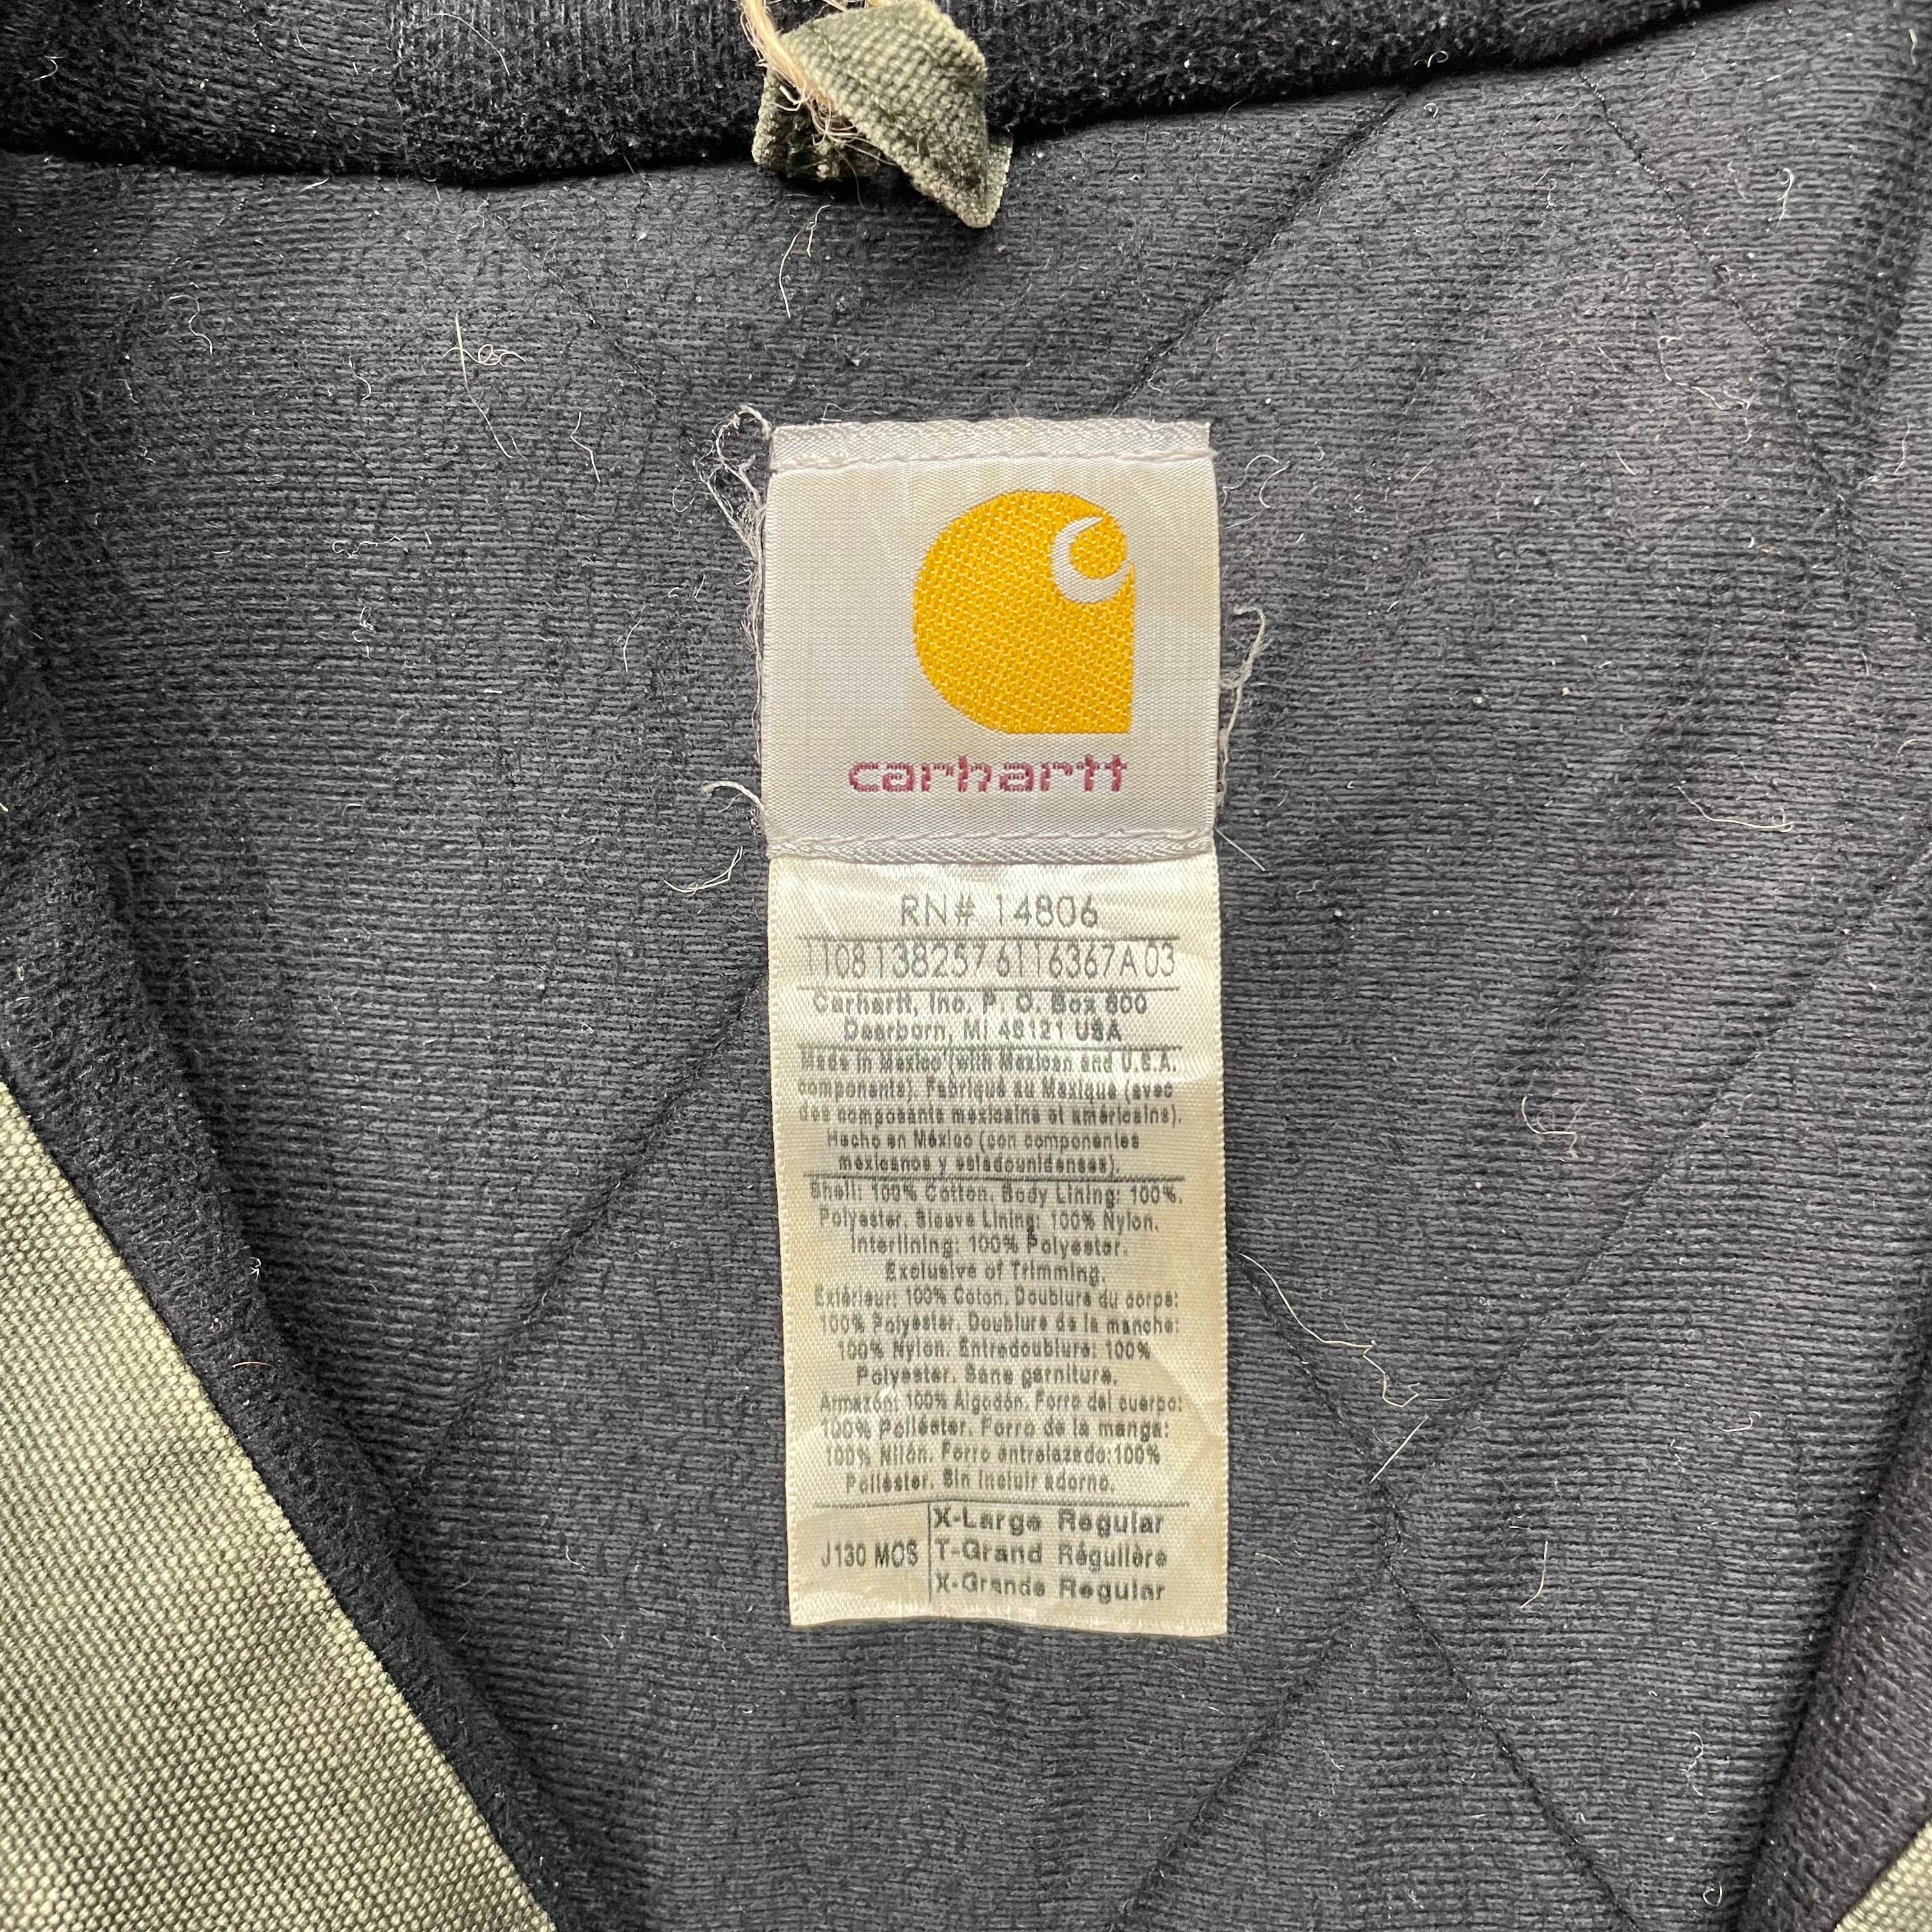 carhartt
RN# 14806
11081382576116367A03
Carhartt, Inc. P. O. Box 600
Dearborn, MI 48121 USA
Made in Mexico (with Mexican and U.S.A.
components). Fabriqué au Mexique (avec
des composants mexicains et américains).
Hecho en México (con componentes
mexicanos y estadounidenses).
Shell: 100% Cotton. Body Lining: 100%.
Polyester. Sleeve Lining: 100% Nylon.
Interlining: 100% Polyester.
Exclusive of Trimming.
Extérieur: 100% Coton. Doublure du corps:
100% Polyester. Doublure de la manche:
100% Nylon. Entredoublure: 100%
Polyester. Sans garniture.
Armazón: 100% Algodón. Forro del cuerpo:
100% Poliéster. Forro de la manga:
100% Nilón. Forro entrelazado:100%
Poliéster. Sin incluir adorno.
J130 MOS
X-Large Regular
T-Grand Régulière
X-Grande Regular